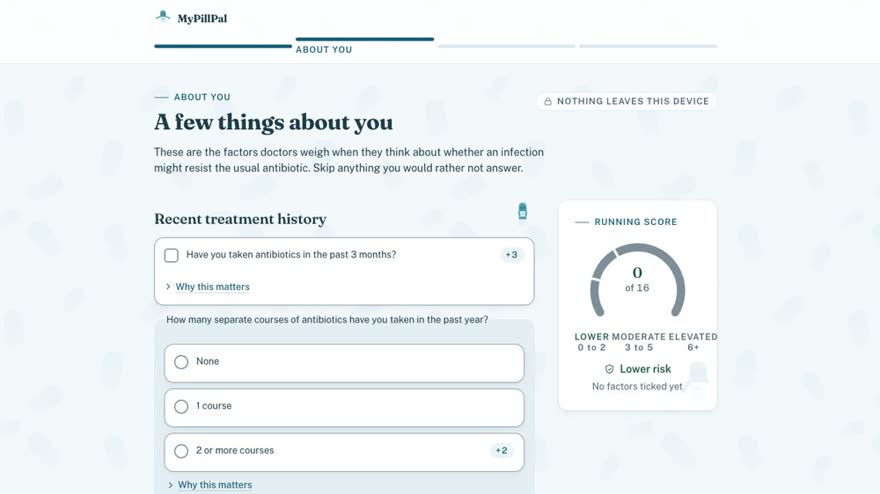 MyPillPal
ABOUT YOU
ABOUT YOU
NOTHING LEAVES THIS DEVICE
A few things about you
These are the factors doctors weigh when they think about whether an infection
might resist the usual antibiotic. Skip anything you would rather not answer.
Recent treatment history
Have you taken antibiotics in the past 3 months?
+3
Why this matters
How many separate courses of antibiotics have you taken in the past year?
None
1 course
2 or more courses
+2
Why this matters
RUNNING SCORE
0
of 16
LOWER MODERATE ELEVATED
0 to 2 3 to 5 6+
Lower risk
No factors ticked yet